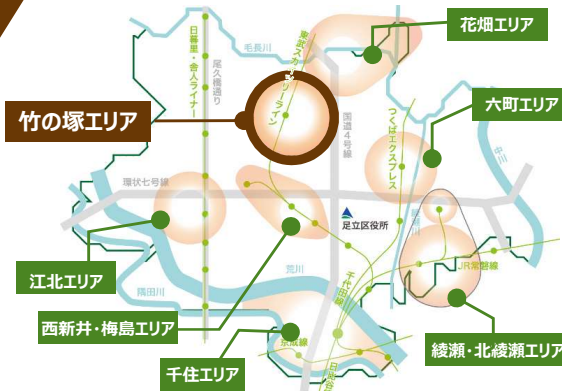 花畑エリア
日暮里・舎人ライナー
尾久橋通り
毛長川
東武スカイツリーライン
六町エリア
竹の塚エリア
国道4号線
つくばエクスプレス
中川
環状七号線
足立区役所
江北エリア
荒川
JR常磐線
隅田川
千代田線
西新井・梅島エリア
京成線
綾瀬・北綾瀬エリア
千住エリア